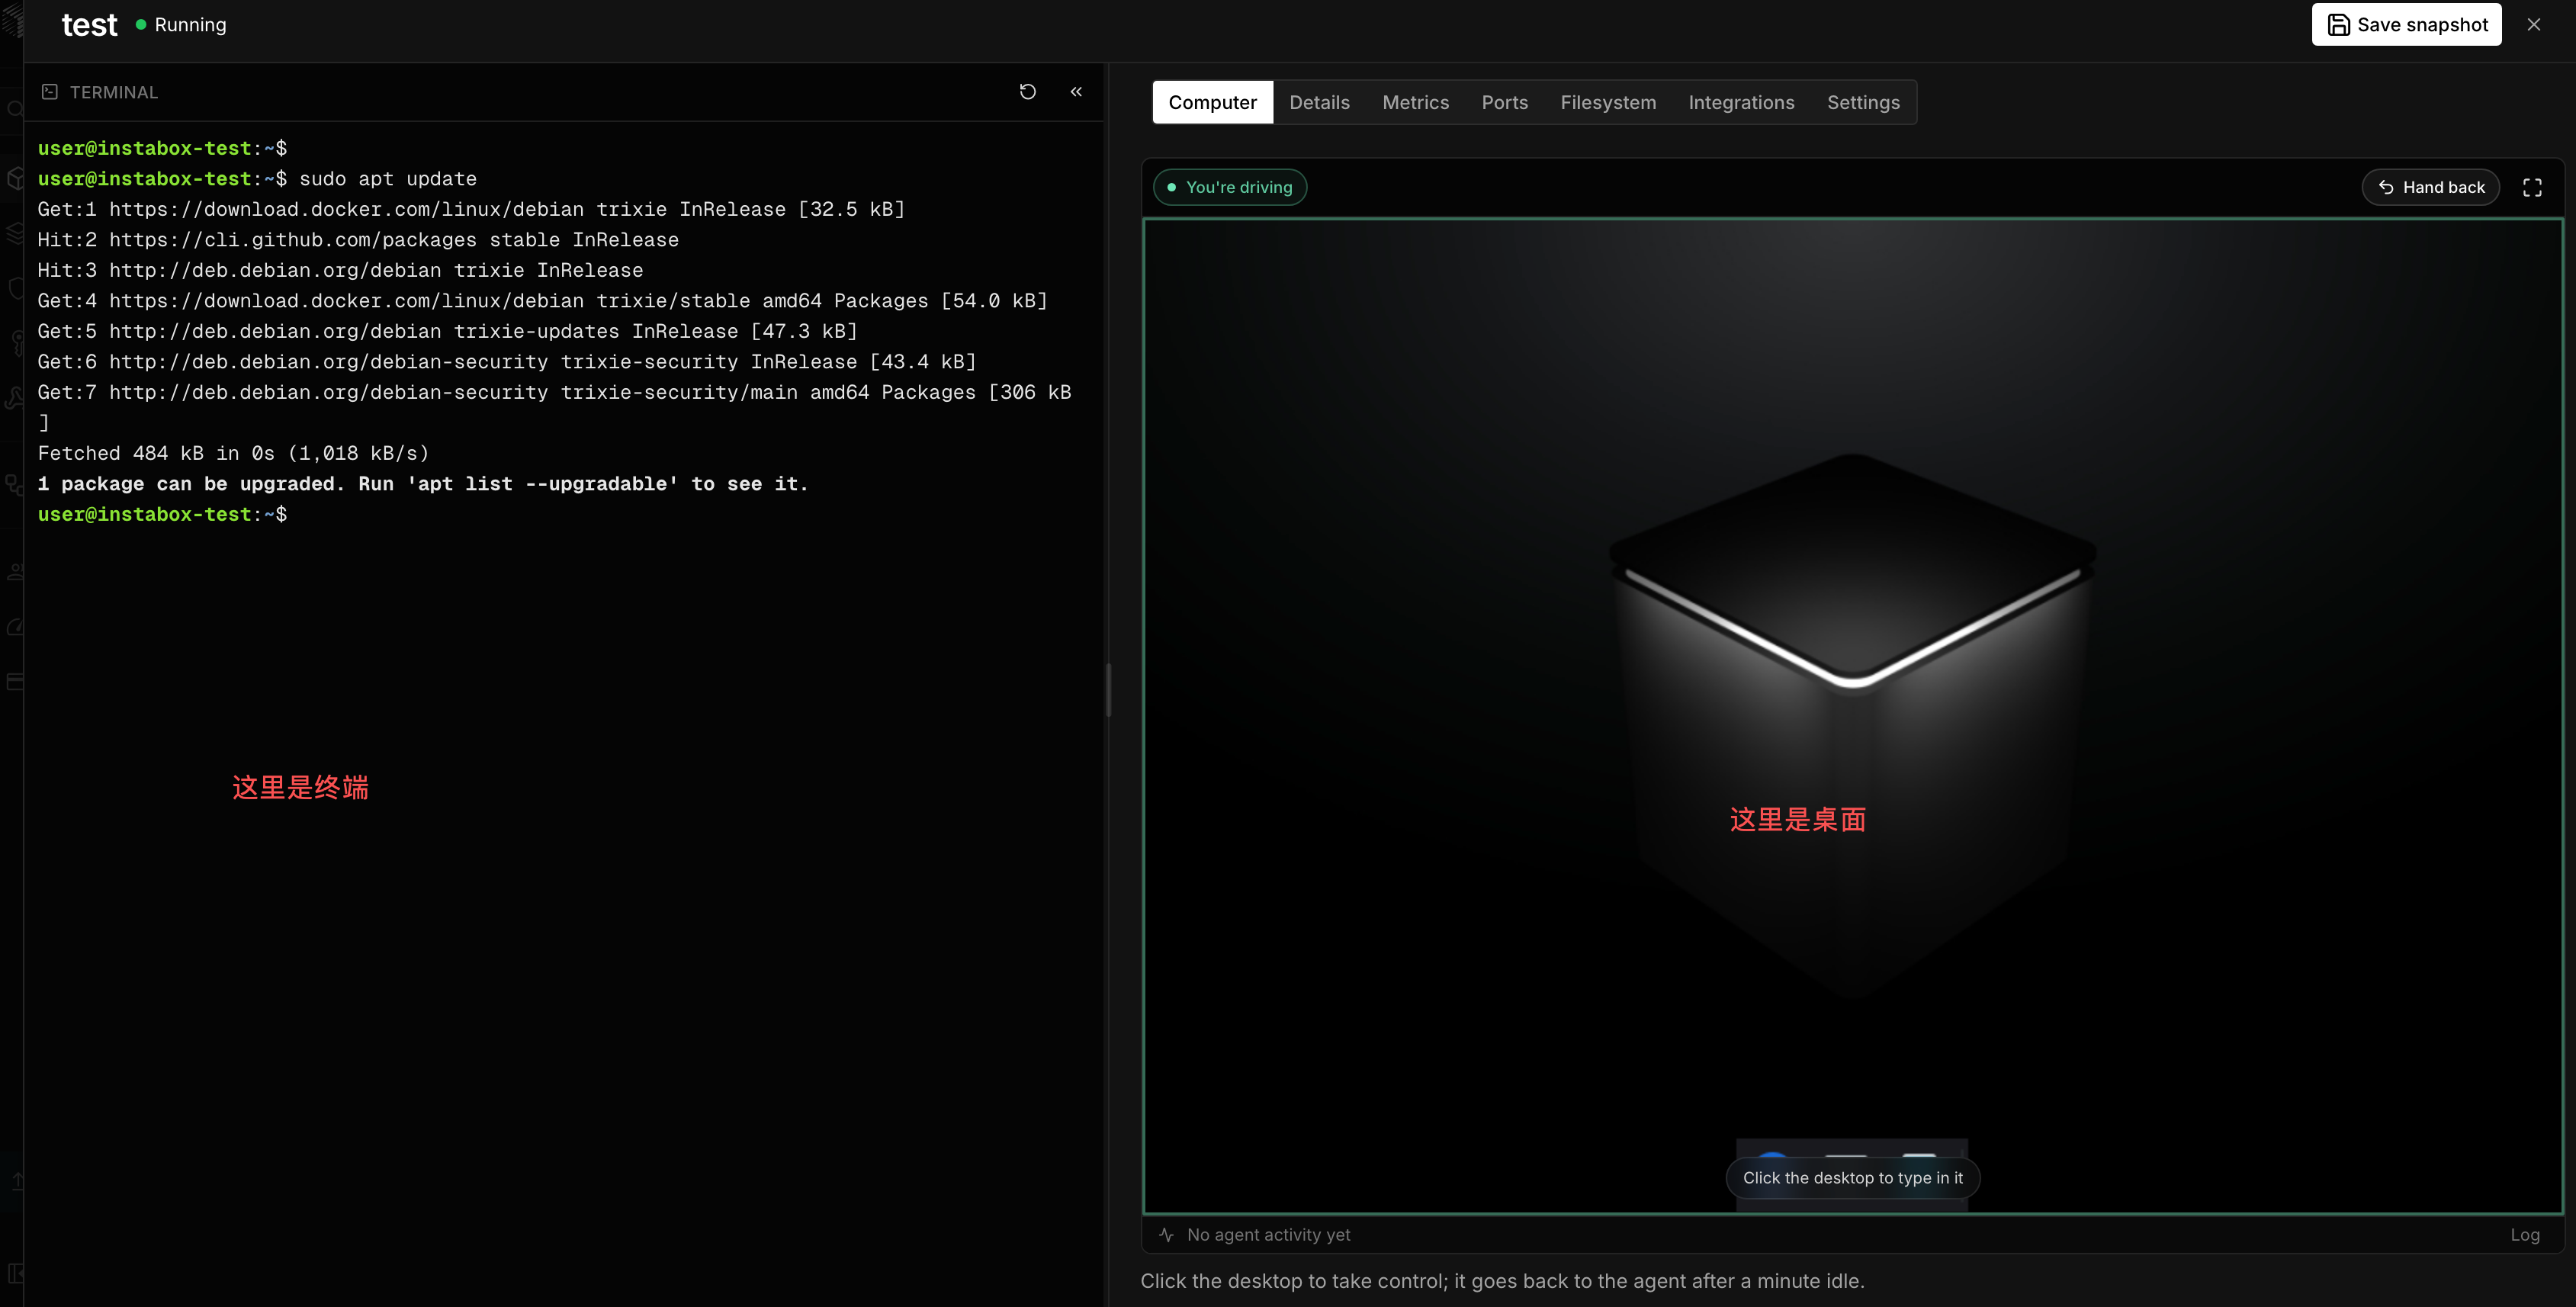 test
Running
Save snapshot
TERMINAL
user@instabox-test:~$
user@instabox-test:~$ sudo apt update
Get:1 https://download.docker.com/linux/debian trixie InRelease [32.5 kB]
Hit:2 https://cli.github.com/packages stable InRelease
Hit:3 http://deb.debian.org/debian trixie InRelease
Get:4 https://download.docker.com/linux/debian trixie/stable amd64 Packages [54.0 kB]
Get:5 http://deb.debian.org/debian trixie-updates InRelease [47.3 kB]
Get:6 http://deb.debian.org/debian-security trixie-security InRelease [43.4 kB]
Get:7 http://deb.debian.org/debian-security trixie-security/main amd64 Packages [306 kB
]
Fetched 484 kB in 0s (1,018 kB/s)
1 package can be upgraded. Run 'apt list --upgradable' to see it.
user@instabox-test:~$
这里是终端
Computer Details Metrics Ports Filesystem Integrations Settings
You're driving
Hand back
这里是桌面
Click the desktop to type in it
No agent activity yet
Log
Click the desktop to take control; it goes back to the agent after a minute idle.